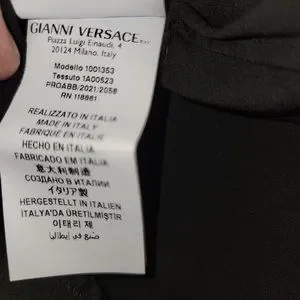 GIANNI VERSACE S.r.l.
Piazza Luigi Einaudi, 4
20124 Milano, Italy
Modello 1001353
Tessuto 1A00523
PROABB/2021/2058
RN 118861
REALIZZATO IN ITALIA
MADE IN ITALY
FABRIQUÉ EN ITALIE
HECHO EN ITALIA
FABRICADO EM ITÁLIA
意大利制造
СОЗДАНО В ИТАЛИИ
イタリア製
HERGESTELLT IN ITALIEN
İTALYA'DA ÜRETİLMİŞTİR
이태리 제
صنع في إيطاليا